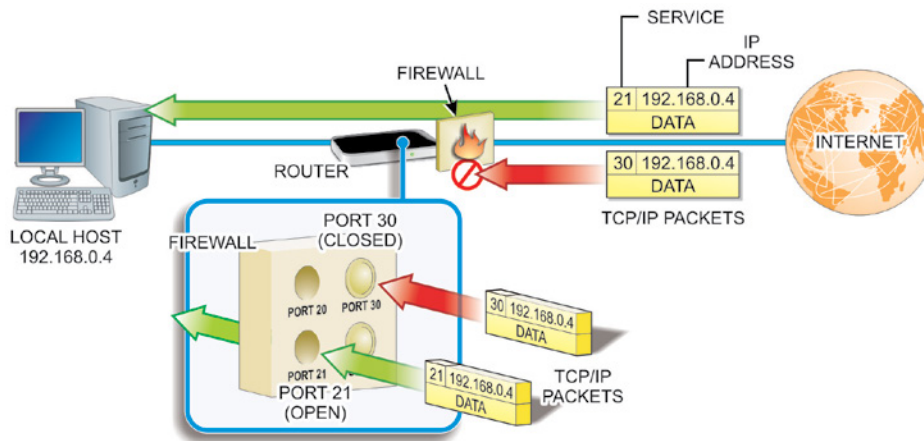 SERVICE
IP
ADDRESS
FIREWALL
21 192.168.0.4
DATA
INTERNET
ROUTER
30 192.168.0.4
DATA
TCP/IP PACKETS
LOCAL HOST
192.168.0.4
FIREWALL
PORT 30
(CLOSED)
PORT 20
PORT 30
30 192.168.0.4
DATA
PORT 21
21 192.168.0.4
DATA
TCP/IP
PACKETS
PORT 21
(OPEN)